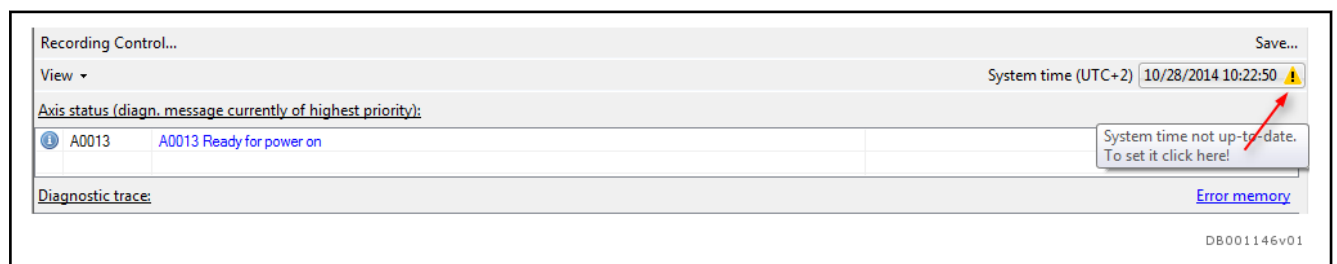 Recording Control... Save...
View System time (UTC+2) 10/28/2014 10:22:50
Axis status (diagn. message currently of highest priority):
A0013 A0013 Ready for power on
System time not up-to-date.
To set it click here!
Diagnostic trace: Error memory
DB001146v01